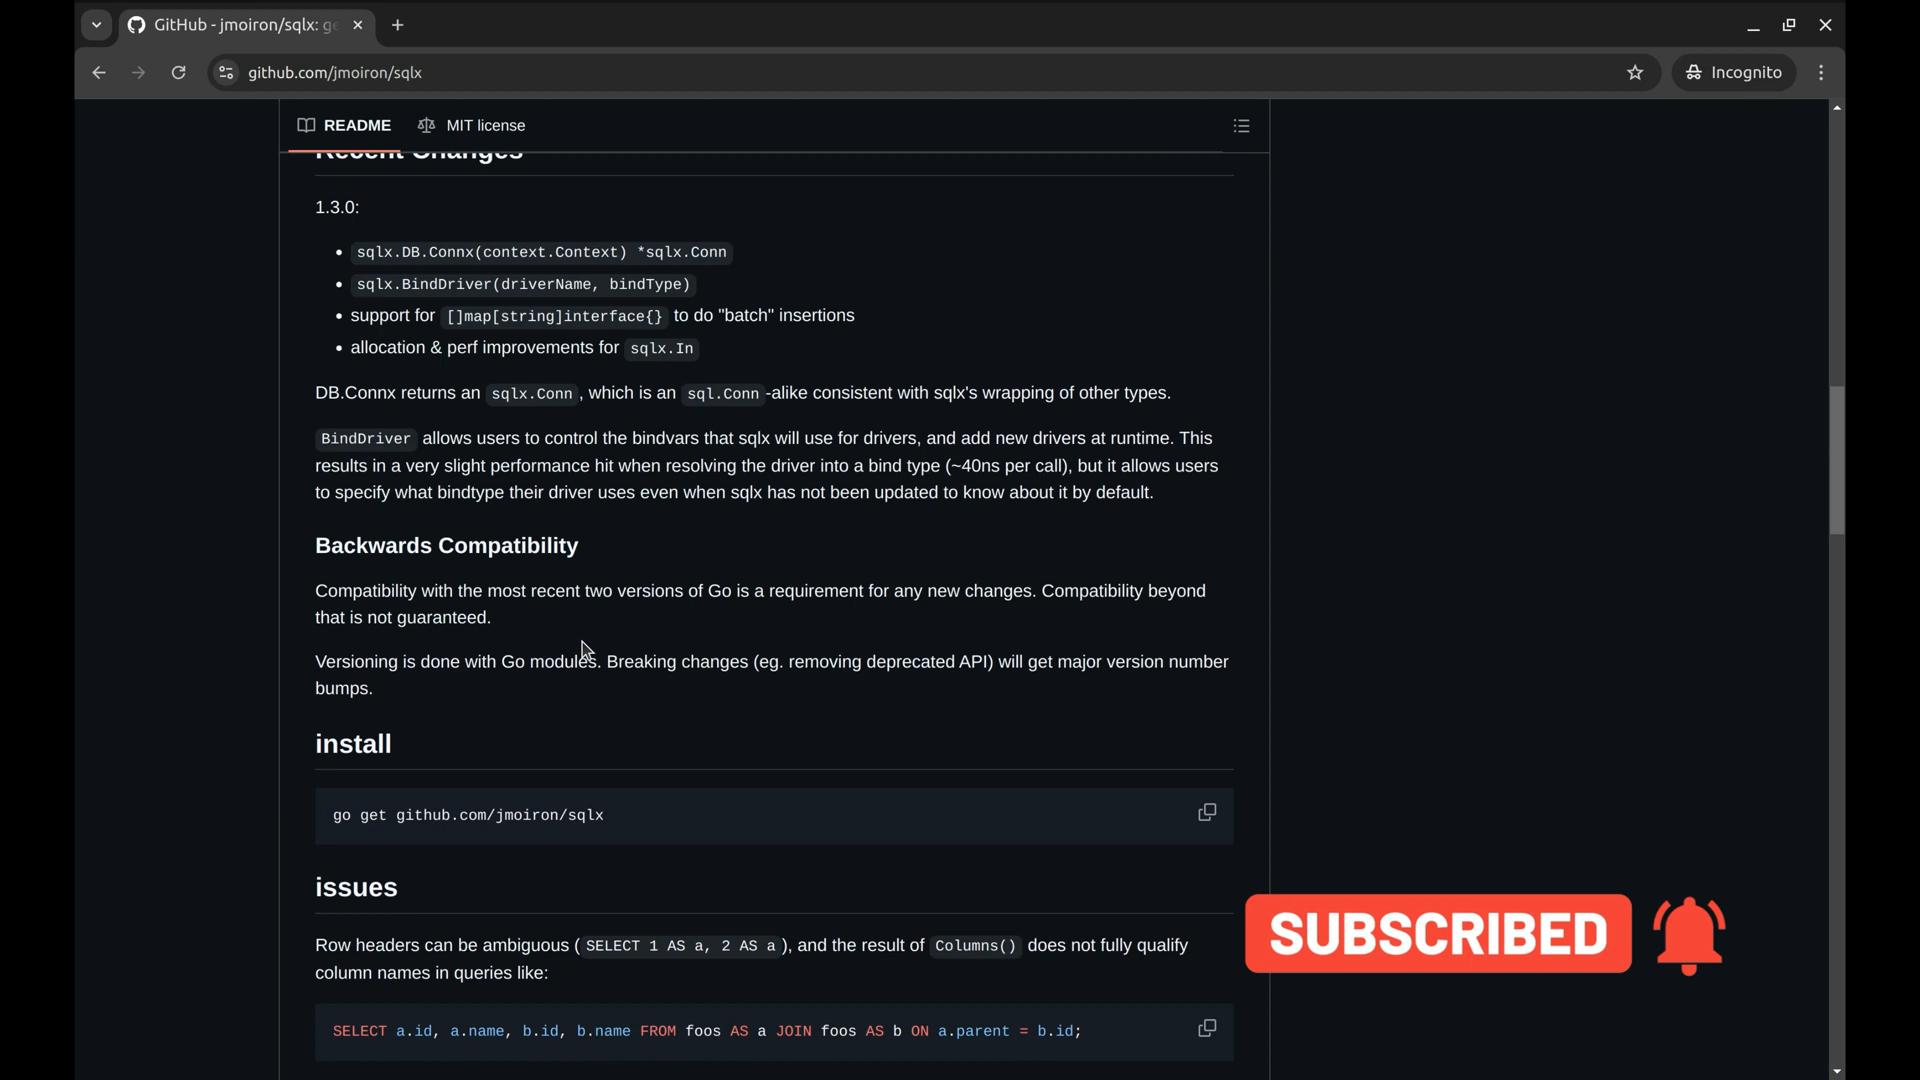 GitHub - jmoiron/sqlx: ge
github.com/jmoiron/sqlx
Incognito
README
MIT license
Recent Changes
1.3.0:
sqlx.DB.Connx(context.Context) *sqlx.Conn
sqlx.BindDriver(driverName, bindType)
support for []map[string]interface{} to do "batch" insertions
allocation & perf improvements for sqlx.In
DB.Connx returns an sqlx.Conn, which is an sql.Conn-alike consistent with sqlx's wrapping of other types.
BindDriver allows users to control the bindvars that sqlx will use for drivers, and add new drivers at runtime. This
results in a very slight performance hit when resolving the driver into a bind type (~40ns per call), but it allows users
to specify what bindtype their driver uses even when sqlx has not been updated to know about it by default.
Backwards Compatibility
Compatibility with the most recent two versions of Go is a requirement for any new changes. Compatibility beyond
that is not guaranteed.
Versioning is done with Go modules. Breaking changes (eg. removing deprecated API) will get major version number
bumps.
install
go get github.com/jmoiron/sqlx
issues
Row headers can be ambiguous (SELECT 1 AS a, 2 AS a), and the result of Columns() does not fully qualify
column names in queries like:
SELECT a.id, a.name, b.id, b.name FROM foos AS a JOIN foos AS b ON a.parent = b.id;
SUBSCRIBED